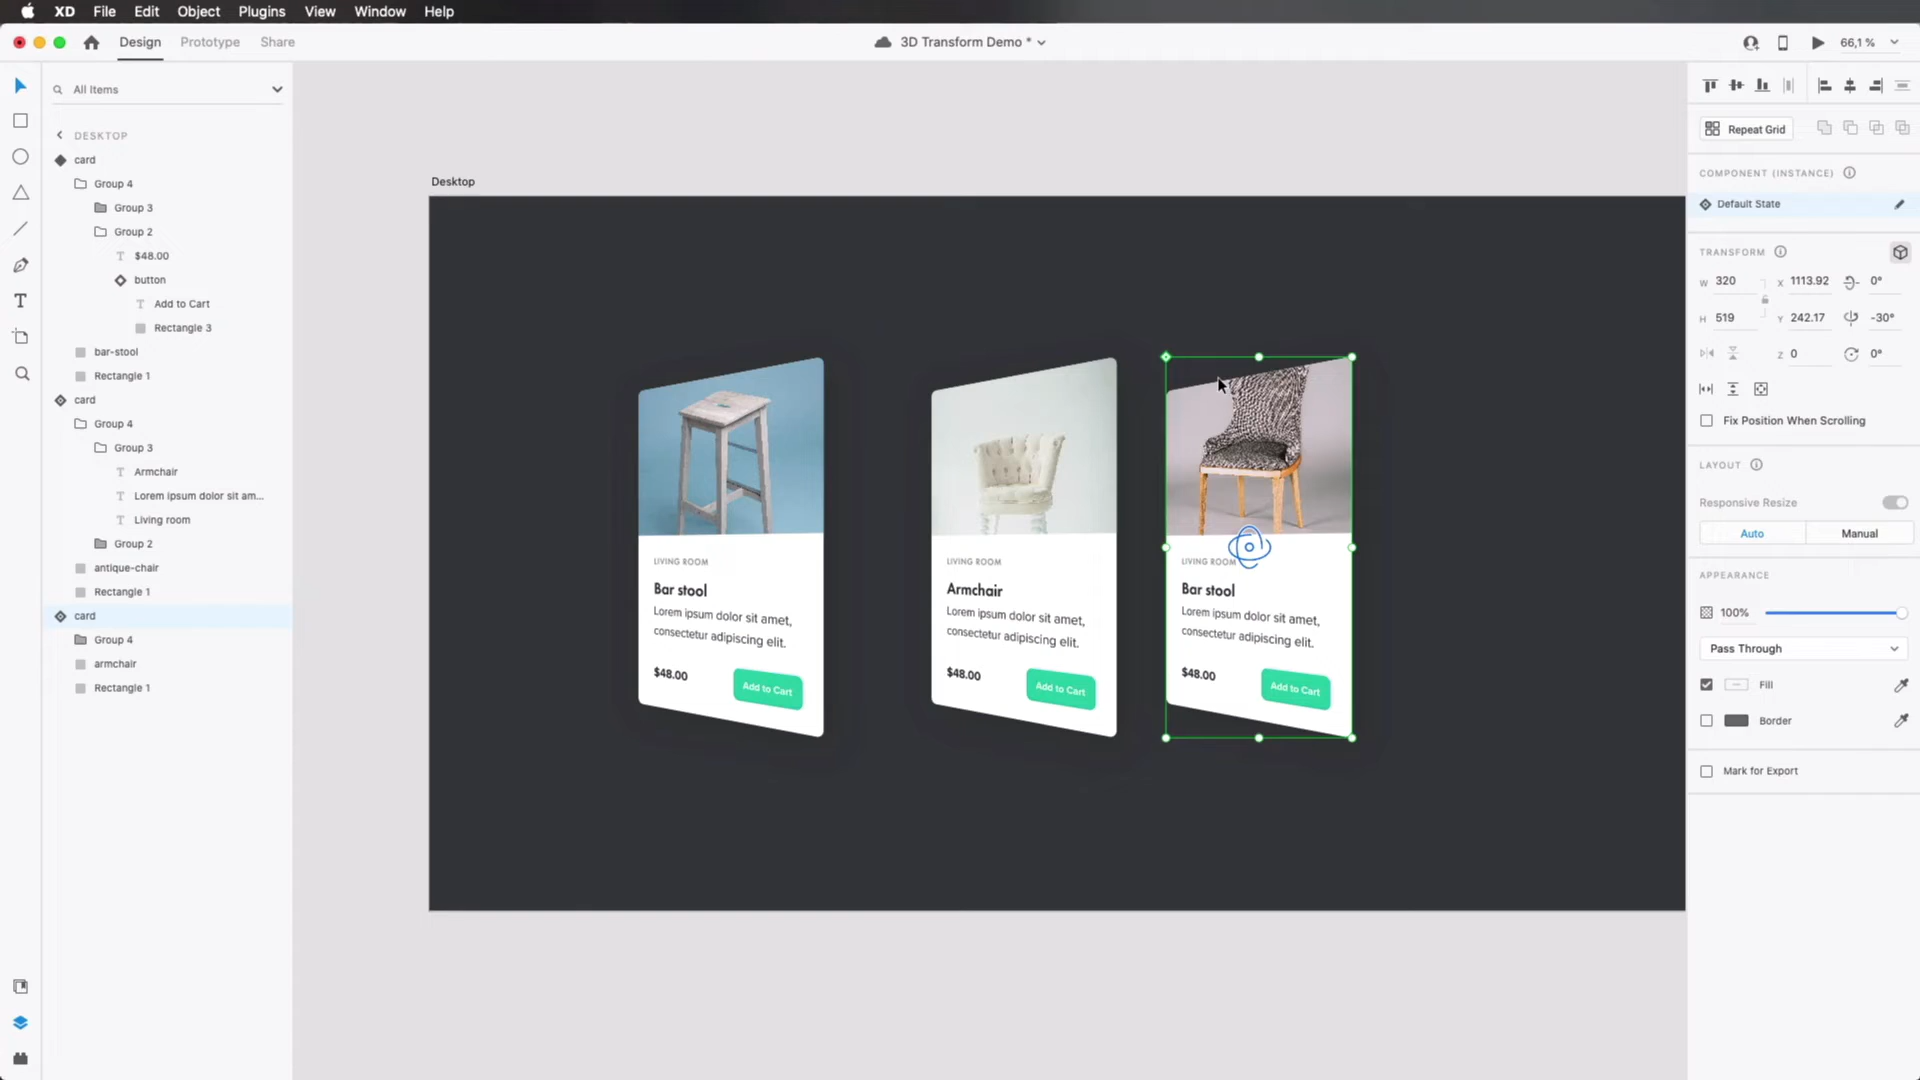 XD File Edit Object Plugins View Window Help
Design Prototype Share
3D Transform Demo *
66,1 %
All Items
DESKTOP
card
Group 4
Group 3
Group 2
$48.00
button
Add to Cart
Rectangle 3
bar-stool
Rectangle 1
card
Group 4
Group 3
Armchair
Lorem ipsum dolor sit am...
Living room
Group 2
antique-chair
Rectangle 1
card
Group 4
armchair
Rectangle 1
Desktop
LIVING ROOM
Bar stool
Lorem ipsum dolor sit amet,
consectetur adipiscing elit.
$48.00
Add to Cart
LIVING ROOM
Armchair
Lorem ipsum dolor sit amet,
consectetur adipiscing elit.
$48.00
Add to Cart
LIVING ROOM
Bar stool
Lorem ipsum dolor sit amet,
consectetur adipiscing elit.
$48.00
Add to Cart
Repeat Grid
COMPONENT (INSTANCE)
Default State
TRANSFORM
W 320 X 1113.92 0°
H 519 Y 242.17 -30°
Z 0 0°
Fix Position When Scrolling
LAYOUT
Responsive Resize
Auto Manual
APPEARANCE
100%
Pass Through
Fill
Border
Mark for Export